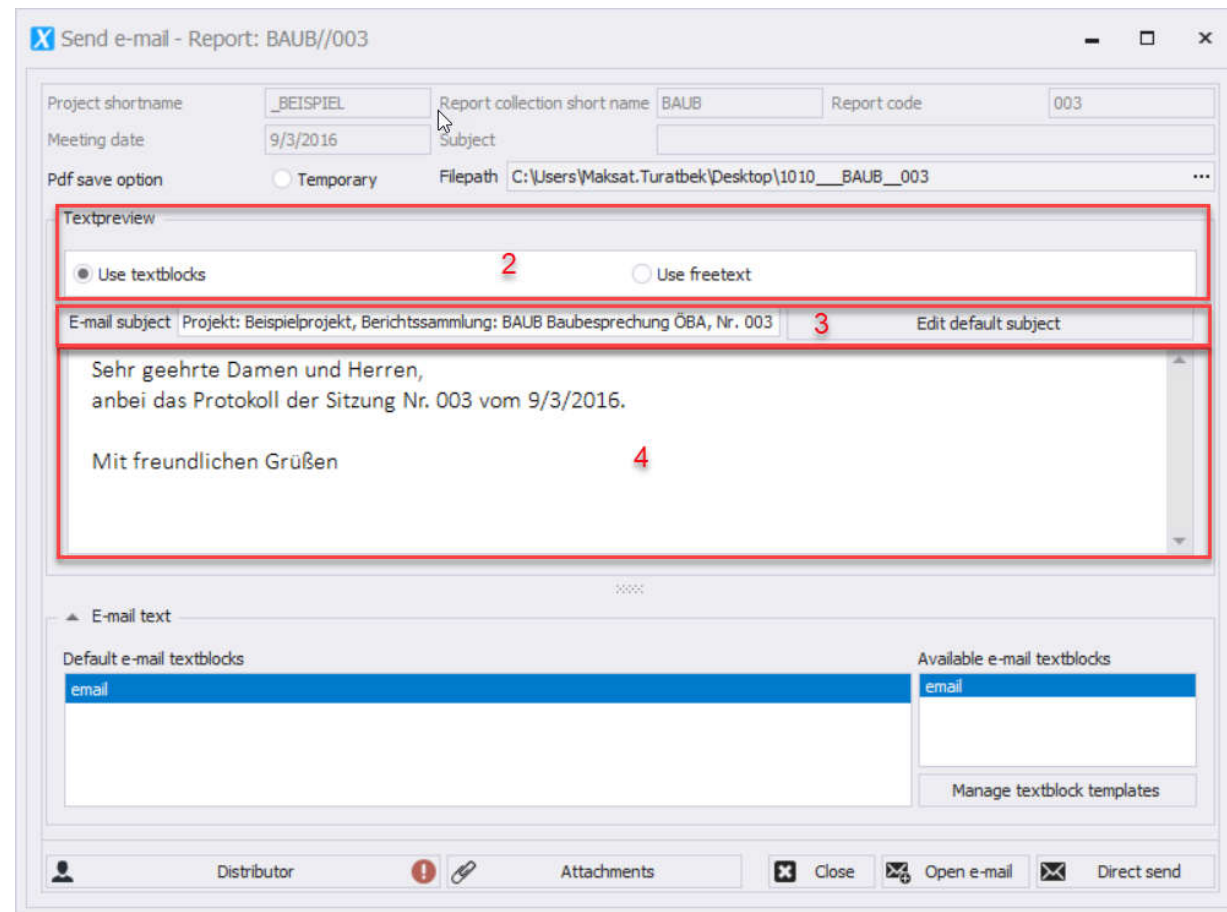 X Send e-mail - Report: BAUB//003
Project shortname _BEISPIEL Report collection short name BAUB Report code 003
Meeting date 9/3/2016 Subject
Pdf save option Temporary Filepath C:\Users\Maksat.Turatbek\Desktop\1010___BAUB__003 ...
Textpreview
Use textblocks 2 Use freetext
E-mail subject Projekt: Beispielprojekt, Berichtssammlung: BAUB Baubesprechung ÖBA, Nr. 003 3 Edit default subject
Sehr geehrte Damen und Herren,
anbei das Protokoll der Sitzung Nr. 003 vom 9/3/2016.
Mit freundlichen Grüßen 4
E-mail text
Default e-mail textblocks Available e-mail textblocks
email email
Manage textblock templates
Distributor ! Attachments Close Open e-mail Direct send